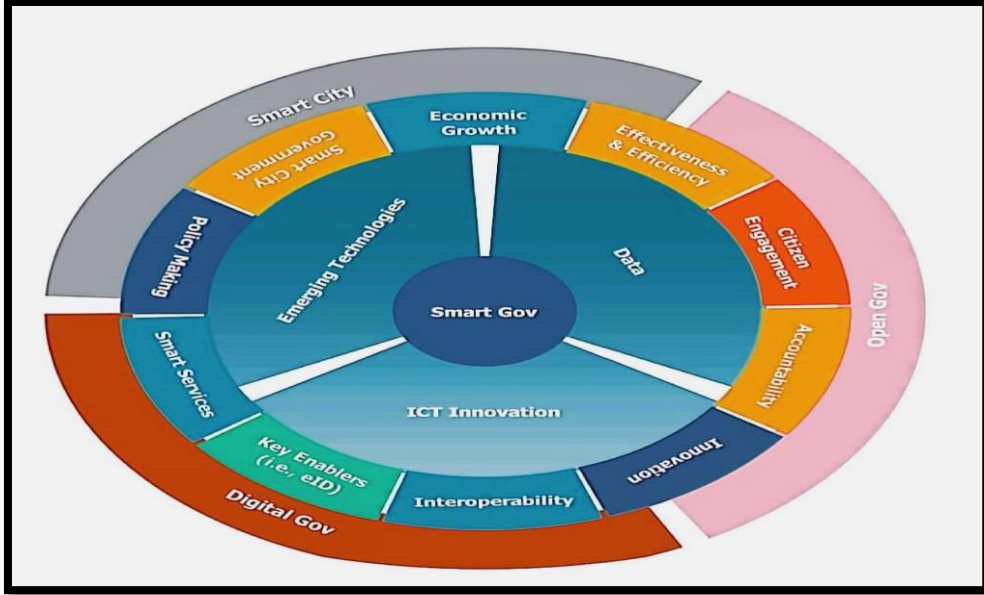 Smart City
Economic
Growth
Smart City
Government
Effectiveness
& Efficiency
Policy Making
Citizen
Engagement
Emerging Technologies
Data
Smart Gov
Open Gov
Smart Services
Accountability
ICT Innovation
Key Enablers
(i.e., eID)
Innovation
Interoperability
Digital Gov